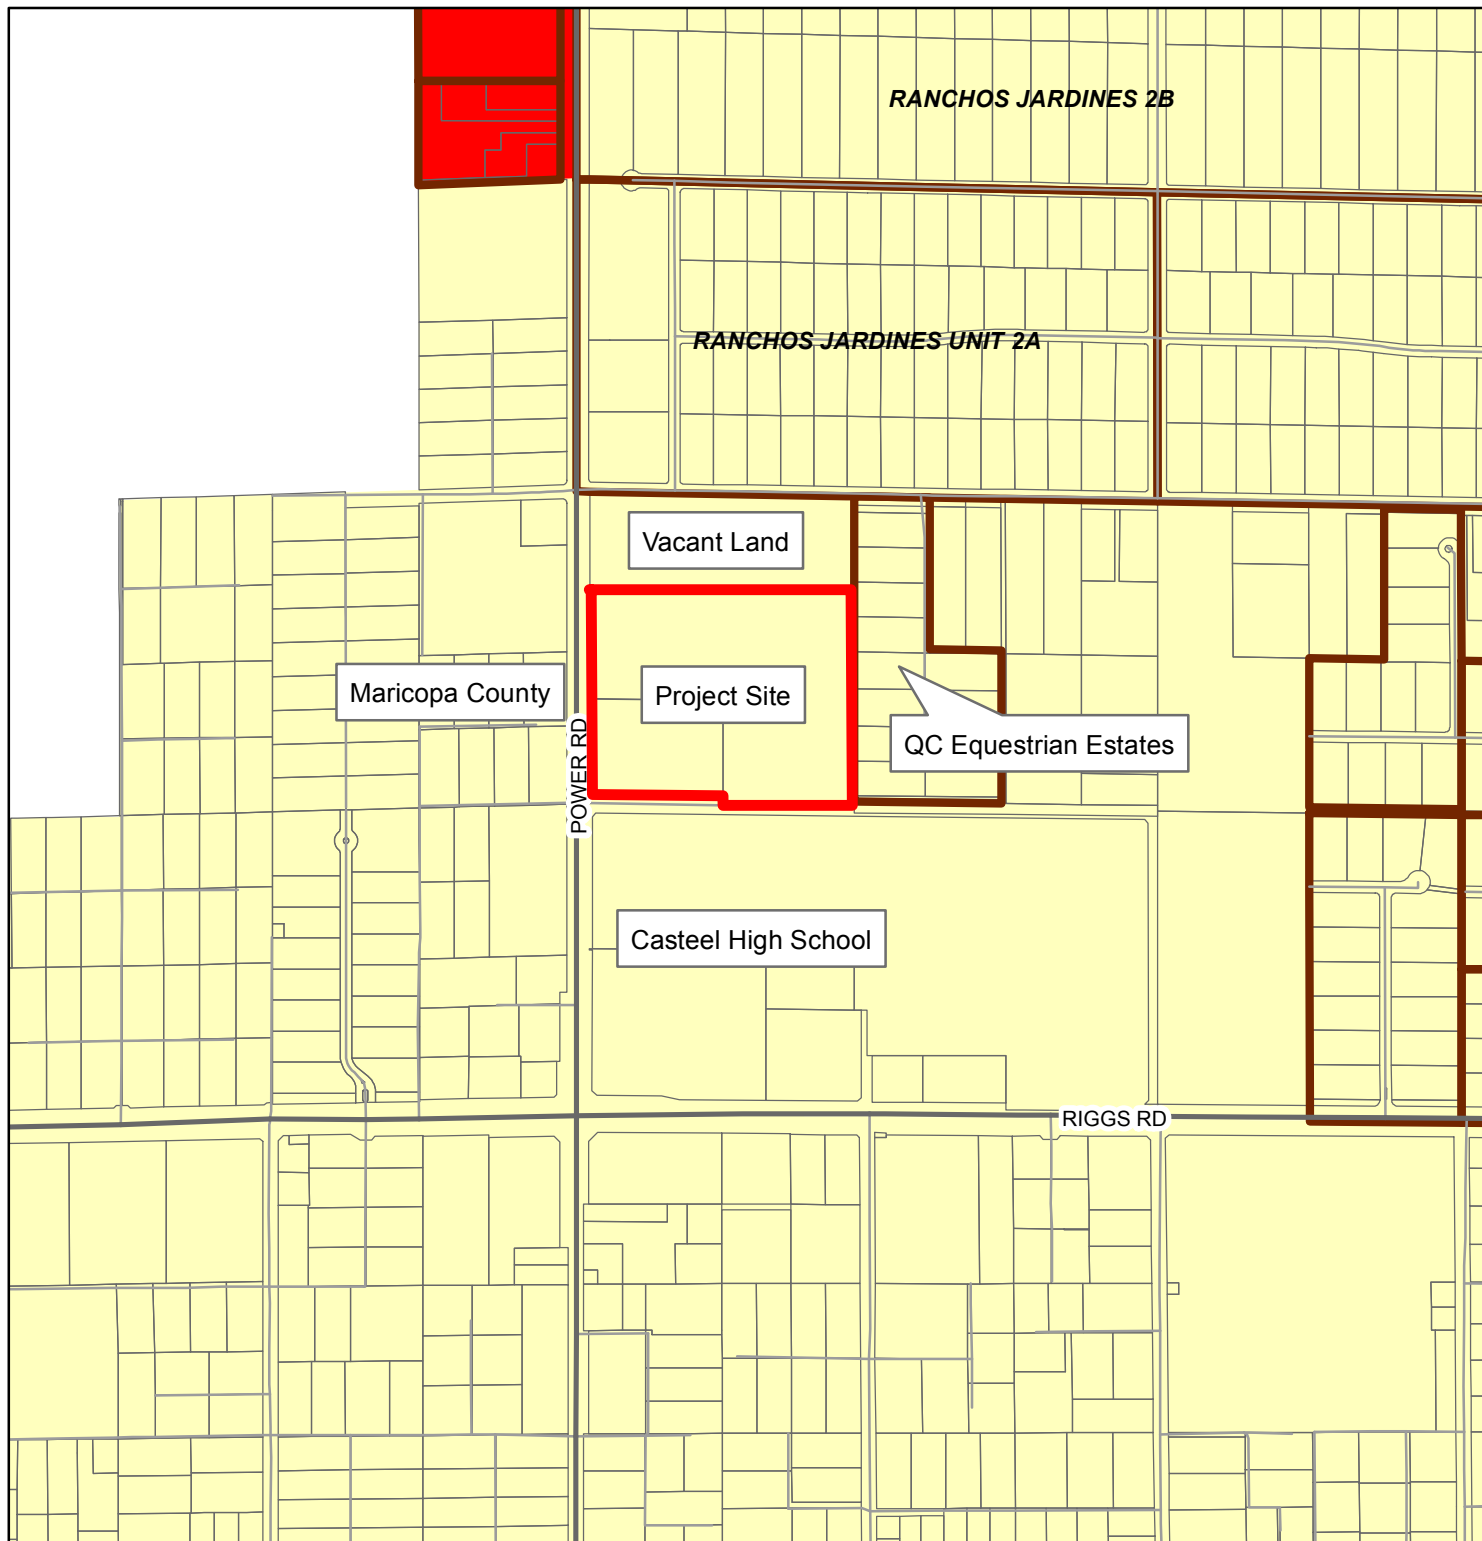 RANCHOS JARDINES 2B
RANCHOS JARDINES UNIT 2A
Vacant Land
Maricopa County
Project Site
POWER RD
QC Equestrian Estates
Casteel High School
RIGGS RD